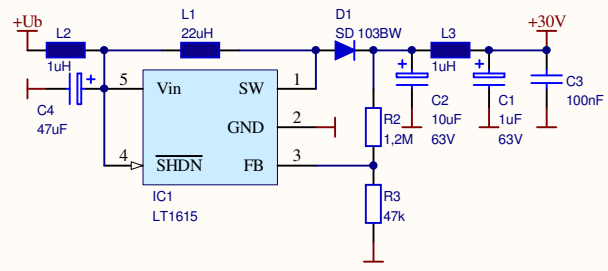 +Ub
L2
1uH
L1
22uH
D1
SD 103BW
L3
1uH
+30V
C4
47uF
5
Vin
SW
1
GND
2
4
SHDN
FB
3
IC1
LT1615
R2
1,2M
R3
47k
C2
10uF
63V
C1
1uF
63V
C3
100nF
+
+
+